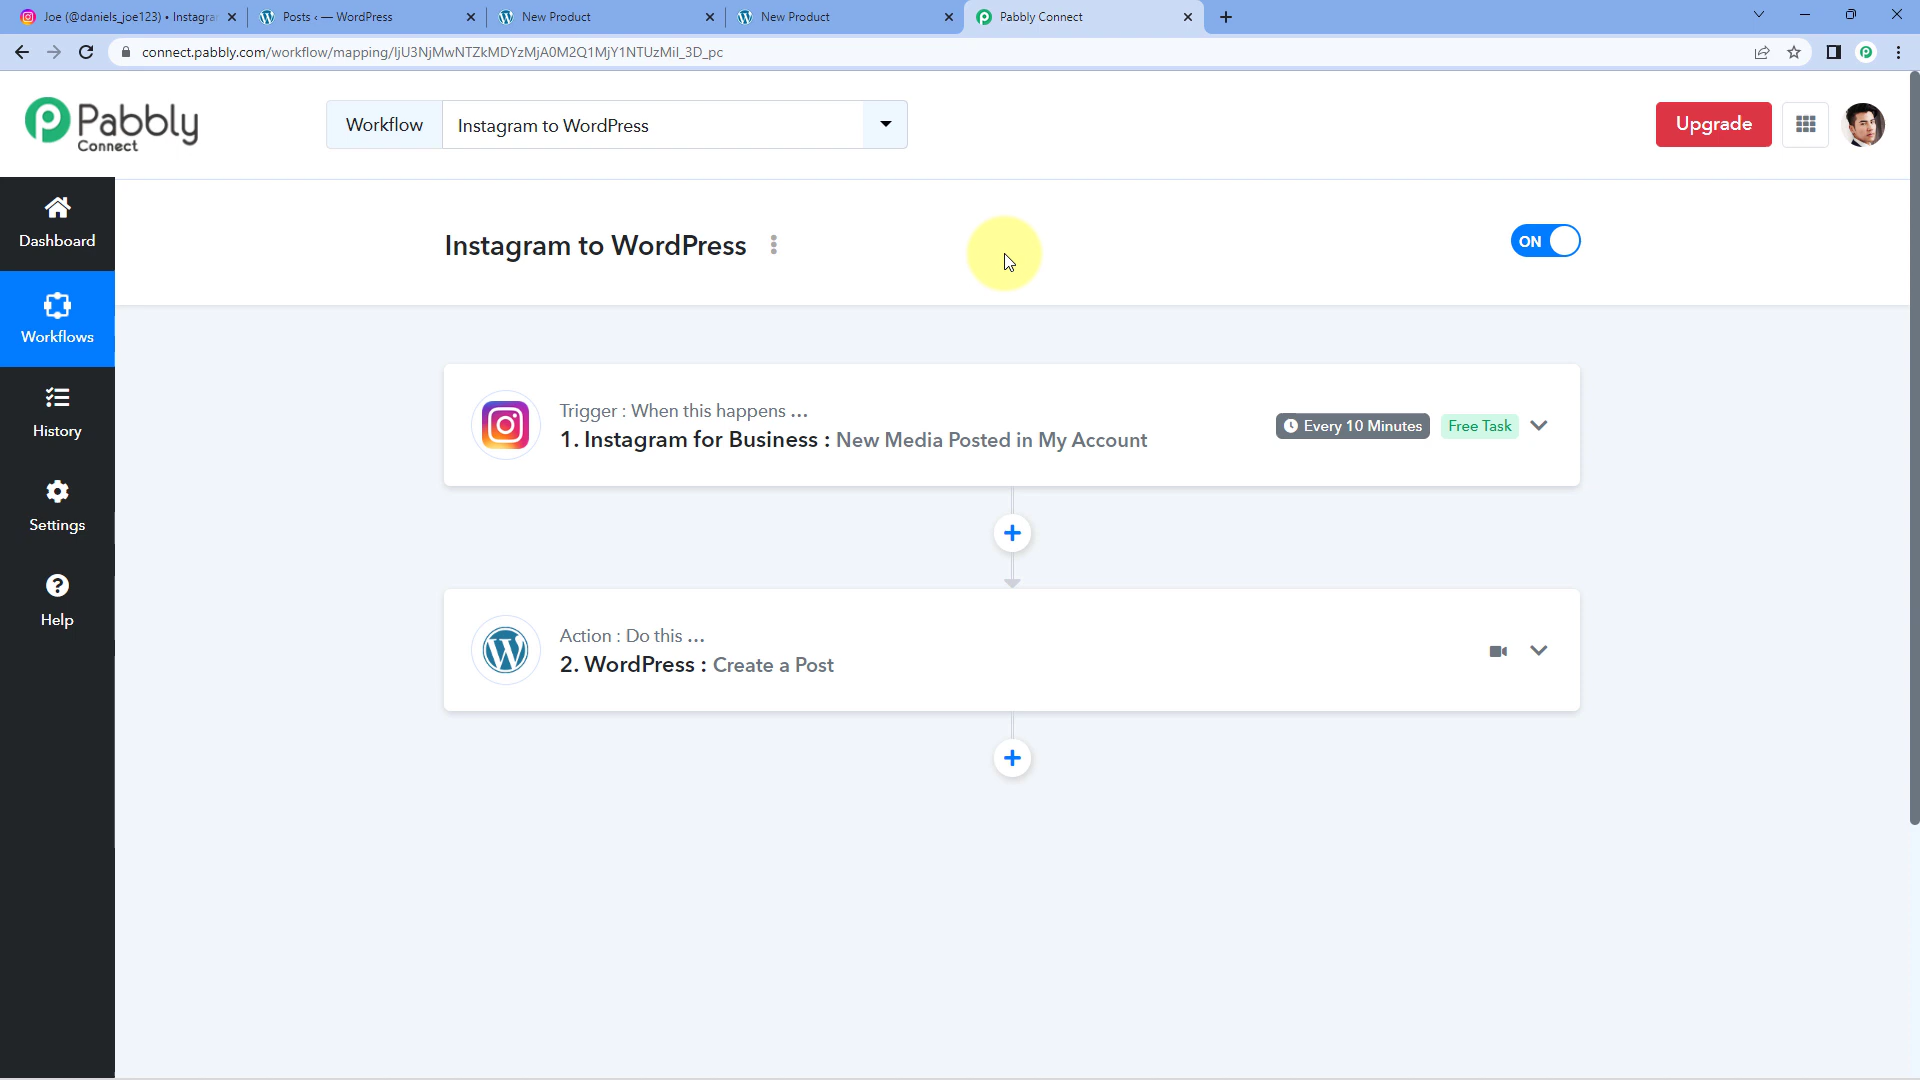 Joe (@daniels_joe123) • Instagra
Posts ‹ — WordPress
New Product
New Product
Pabbly Connect
connect.pabbly.com/workflow/mapping/IjU3NjMwNTZkMDYzMjA0M2Q1MjY1NTUzMiI_3D_pc
Pabbly
Connect
Workflow
Instagram to WordPress
Upgrade
Dashboard
Workflows
History
Settings
Help
Instagram to WordPress
ON
Trigger : When this happens ...
1. Instagram for Business : New Media Posted in My Account
Every 10 Minutes
Free Task
Action : Do this ...
2. WordPress : Create a Post